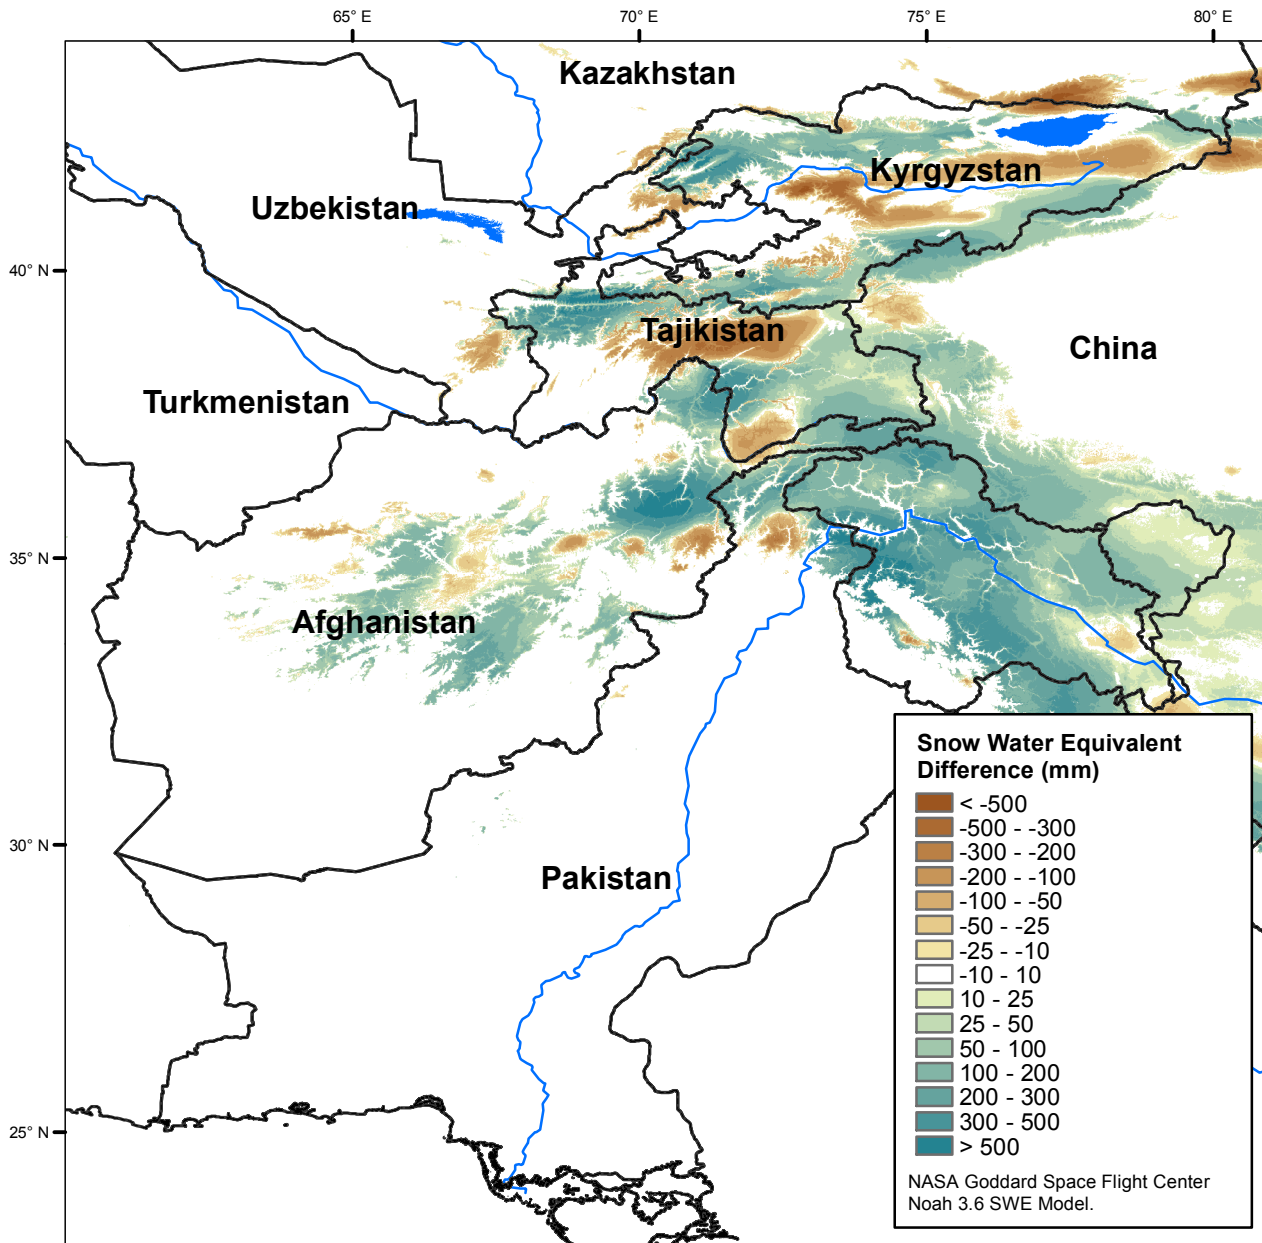 65° E
70° E
75° E
80° E
Kazakhstan
Kyrgyzstan
Uzbekistan
40° N
Tajikistan
China
Turkmenistan
35° N
Afghanistan
Snow Water Equivalent
Difference (mm)
< -500
-500 - -300
-300 - -200
-200 - -100
-100 - -50
-50 - -25
-25 - -10
-10 - 10
10 - 25
25 - 50
50 - 100
100 - 200
200 - 300
300 - 500
> 500
NASA Goddard Space Flight Center
Noah 3.6 SWE Model.
30° N
Pakistan
25° N